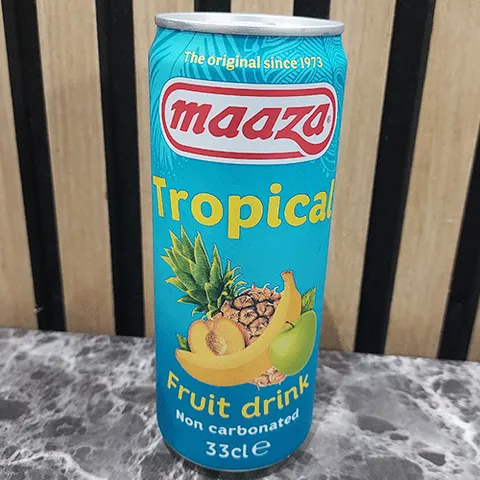 The original since 1973
maaza®
Tropical
Fruit drink
Non carbonated
33cl ℮